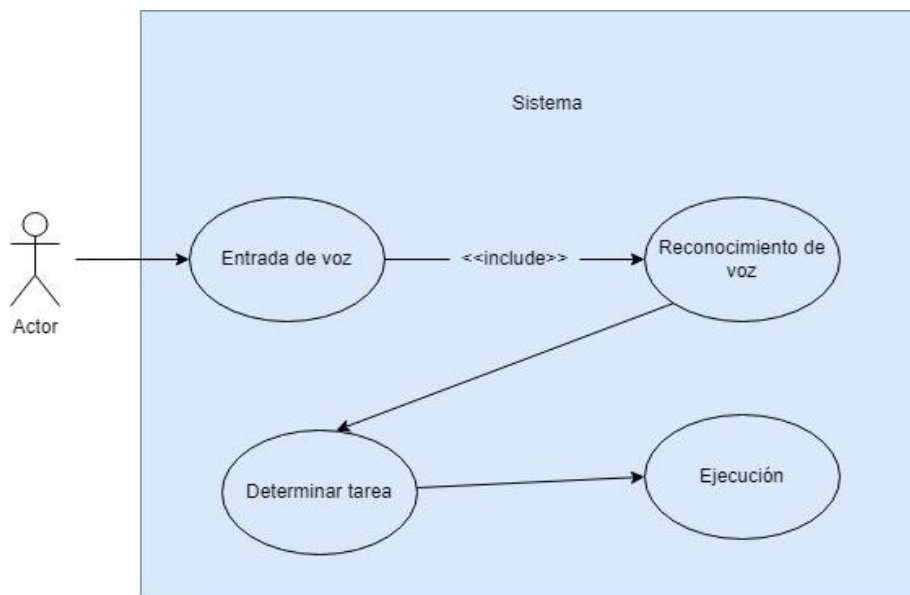 Sistema
Entrada de voz
<<include>>
Reconocimiento de
voz
Actor
Determinar tarea
Ejecución